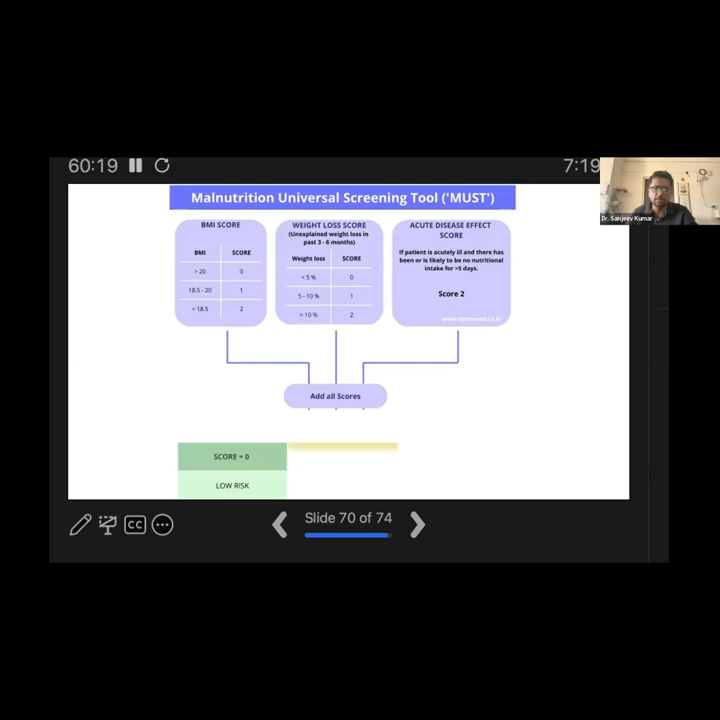 60:19
7:19
Dr. Sanjeev Kumar
Malnutrition Universal Screening Tool ('MUST')
BMI SCORE
BMI SCORE
> 20 0
18.5 - 20 1
< 18.5 2
WEIGHT LOSS SCORE
(Unexplained weight loss in
past 3 - 6 months)
Weight loss SCORE
< 5 % 0
5 - 10 % 1
> 10 % 2
ACUTE DISEASE EFFECT
SCORE
If patient is acutely ill and there has
been or is likely to be no nutritional
intake for >5 days.
Score 2
Add all Scores
SCORE = 0
LOW RISK
CC
Slide 70 of 74